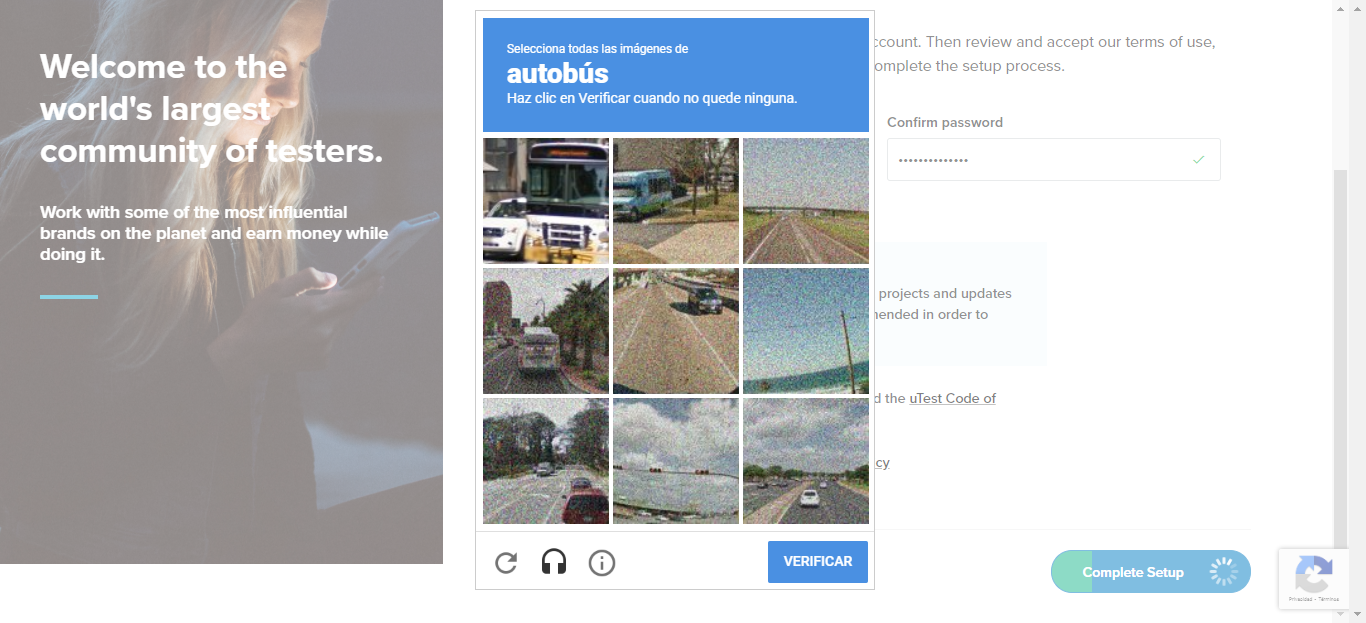 Welcome to the
world's largest
community of testers.
Work with some of the most influential
brands on the planet and earn money while
doing it.
Selecciona todas las imágenes de
autobús
Haz clic en Verificar cuando no quede ninguna.
VERIFICAR
ccount. Then review and accept our terms of use,
omplete the setup process.
Confirm password
••••••••••••••
projects and updates
ended in order to
d the uTest Code of
cy
Complete Setup
Privacidad - Términos